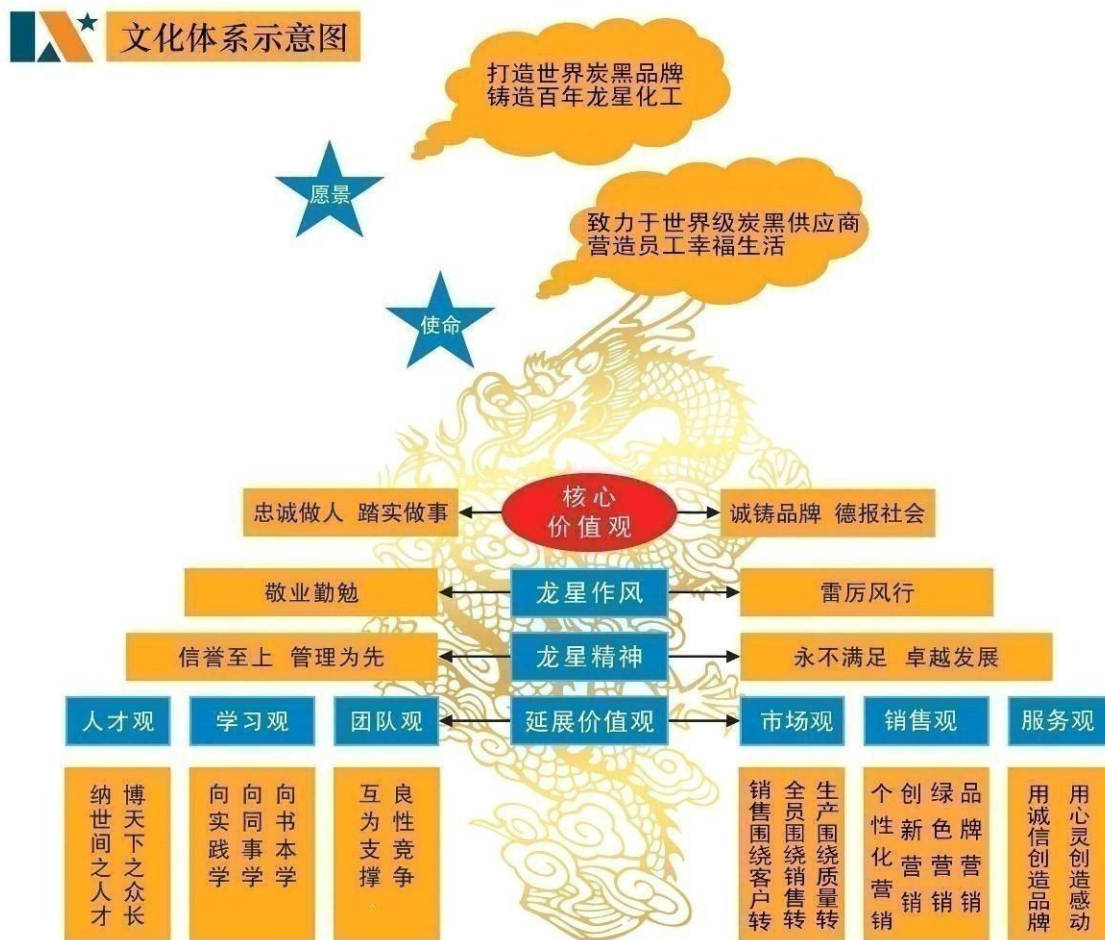 文化体系示意图
打造世界炭黑品牌
铸造百年龙星化工
愿景
致力于世界级炭黑供应商
营造员工幸福生活
使命
忠诚做人 踏实做事
核心
价值观
诚铸品牌 德报社会
敬业勤勉
龙星作风
雷厉风行
信誉至上 管理为先
龙星精神
永不满足 卓越发展
人才观
学习观
团队观
延展价值观
市场观
销售观
服务观
博天下之众长
纳世间之人才
向书本学
向同事学
向实践学
良性竞争
互为支撑
生产围绕质量转
全员围绕销售转
销售围绕客户转
品牌营销
绿色营销
创新营销
个性化营销
用心灵创造感动
用诚信创造品牌